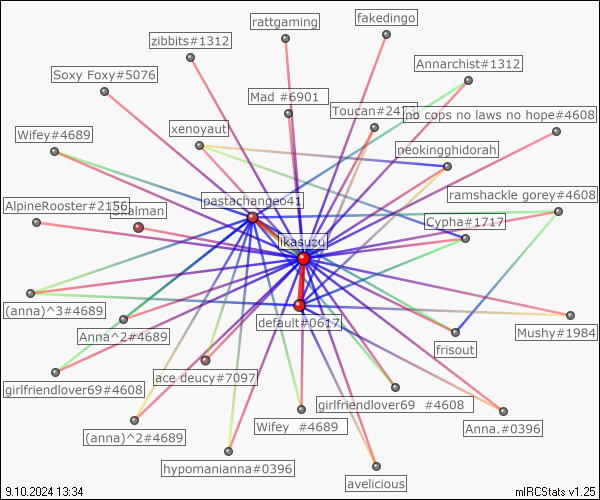 rattgaming
fakedingo
zibbits#1312
Annarchist#1312
Soxy Foxy#5076
Mad #6901
Toucan#2473
no cops no laws no hope#4608
Wifey#4689
xenoyaut
neokingghidorah
pastachangeo41
ramshackle gorey#4608
AlpineRooster#2156
Skalman
Cypha#1717
likasuzu
(anna)^3#4689
default#0617
Mushy#1984
Anna^2#4689
frisout
ace deucy#7097
girlfriendlover69#4608
girlfriendlover69 #4608
(anna)^2#4689
Wifey #4689
Anna.#0396
hypomanianna#0396
avelicious
9.10.2024 13:34
mIRCStats v1.25